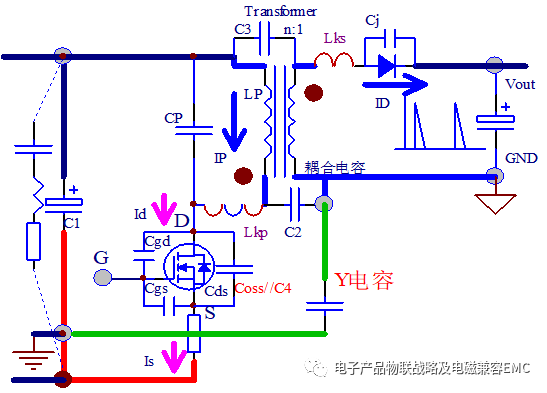 Transformer
C3
n:1
Lks
Cj
Vout
LP
ID
CP
IP
耦合电容
GND
C1
Id
D
Lkp
C2
Cgd
G
Cgs
Cds
Coss//C4
Y电容
S
Is
电子产品物联战略及电磁兼容EMC